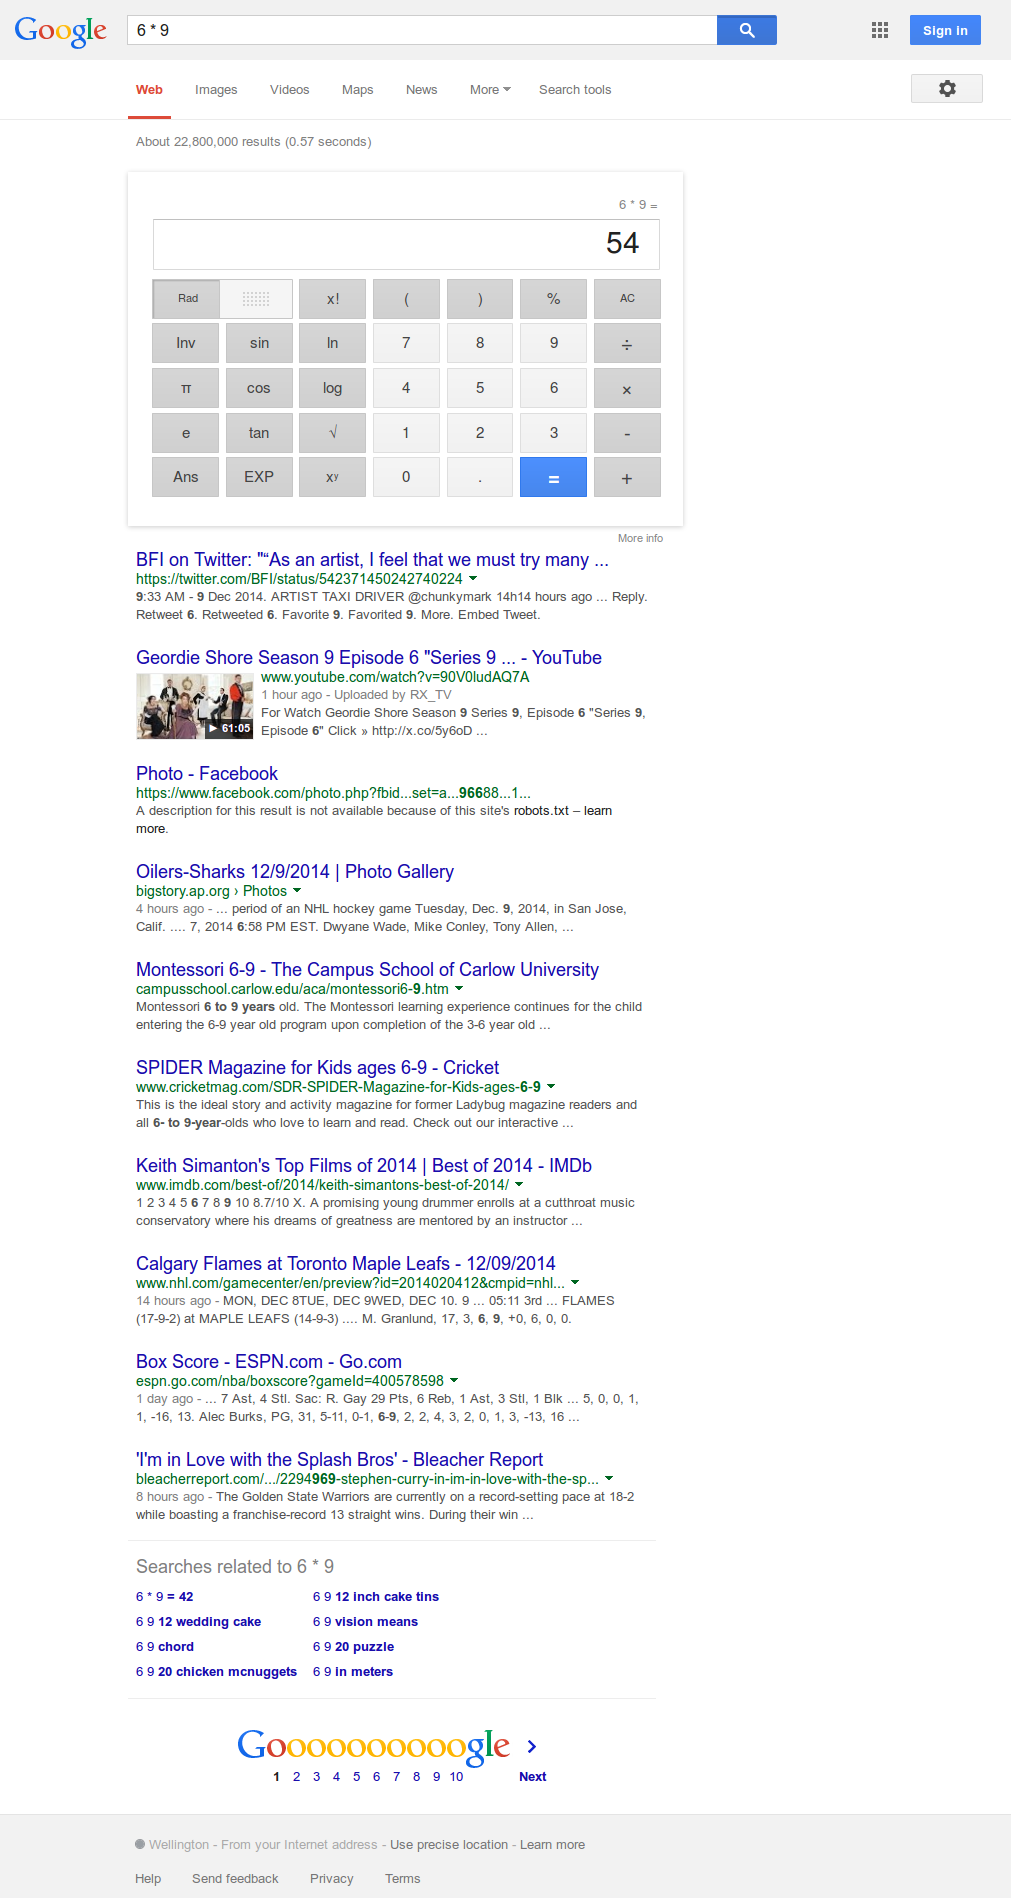 Google
6 * 9
Sign in
Web Images Videos Maps News More Search tools
About 22,800,000 results (0.57 seconds)
6 * 9 =
54
Rad x! ( ) % AC
Inv sin ln 7 8 9 ÷
π cos log 4 5 6 ×
e tan √ 1 2 3 -
Ans EXP xy 0 . = +
More info
BFI on Twitter: "“As an artist, I feel that we must try many ...
https://twitter.com/BFI/status/542371450242740224
9:33 AM - 9 Dec 2014. ARTIST TAXI DRIVER @chunkymark 14h14 hours ago ... Reply.
Retweet 6. Retweeted 6. Favorite 9. Favorited 9. More. Embed Tweet.
Geordie Shore Season 9 Episode 6 "Series 9 ... - YouTube
www.youtube.com/watch?v=90V0ludAQ7A
1 hour ago - Uploaded by RX_TV
For Watch Geordie Shore Season 9 Series 9, Episode 6 "Series 9,
Episode 6" Click » http://x.co/5y6oD ...
61:05
Photo - Facebook
https://www.facebook.com/photo.php?fbid...set=a...96688...1...
A description for this result is not available because of this site's robots.txt – learn
more.
Oilers-Sharks 12/9/2014 | Photo Gallery
bigstory.ap.org › Photos
4 hours ago - ... period of an NHL hockey game Tuesday, Dec. 9, 2014, in San Jose,
Calif. .... 7, 2014 6:58 PM EST. Dwyane Wade, Mike Conley, Tony Allen, ...
Montessori 6-9 - The Campus School of Carlow University
campusschool.carlow.edu/aca/montessori6-9.htm
Montessori 6 to 9 years old. The Montessori learning experience continues for the child
entering the 6-9 year old program upon completion of the 3-6 year old ...
SPIDER Magazine for Kids ages 6-9 - Cricket
www.cricketmag.com/SDR-SPIDER-Magazine-for-Kids-ages-6-9
This is the ideal story and activity magazine for former Ladybug magazine readers and
all 6- to 9-year-olds who love to learn and read. Check out our interactive ...
Keith Simanton's Top Films of 2014 | Best of 2014 - IMDb
www.imdb.com/best-of/2014/keith-simantons-best-of-2014/
1 2 3 4 5 6 7 8 9 10 8.7/10 X. A promising young drummer enrolls at a cutthroat music
conservatory where his dreams of greatness are mentored by an instructor ...
Calgary Flames at Toronto Maple Leafs - 12/09/2014
www.nhl.com/gamecenter/en/preview?id=2014020412&cmpid=nhl...
14 hours ago - MON, DEC 8TUE, DEC 9WED, DEC 10. 9 ... 05:11 3rd ... FLAMES
(17-9-2) at MAPLE LEAFS (14-9-3) .... M. Granlund, 17, 3, 6, 9, +0, 6, 0, 0.
Box Score - ESPN.com - Go.com
espn.go.com/nba/boxscore?gameId=400578598
1 day ago - ... 7 Ast, 4 Stl. Sac: R. Gay 29 Pts, 6 Reb, 1 Ast, 3 Stl, 1 Blk ... 5, 0, 0, 1,
1, -16, 13. Alec Burks, PG, 31, 5-11, 0-1, 6-9, 2, 2, 4, 3, 2, 0, 1, 3, -13, 16 ...
'I'm in Love with the Splash Bros' - Bleacher Report
bleacherreport.com/.../2294969-stephen-curry-in-im-in-love-with-the-sp...
8 hours ago - The Golden State Warriors are currently on a record-setting pace at 18-2
while boasting a franchise-record 13 straight wins. During their win ...
Searches related to 6 * 9
6 * 9 = 42 6 9 12 inch cake tins
6 9 12 wedding cake 6 9 vision means
6 9 chord 6 9 20 puzzle
6 9 20 chicken mcnuggets 6 9 in meters
Goooooooooogle
1 2 3 4 5 6 7 8 9 10 Next
Wellington - From your Internet address - Use precise location - Learn more
Help Send feedback Privacy Terms